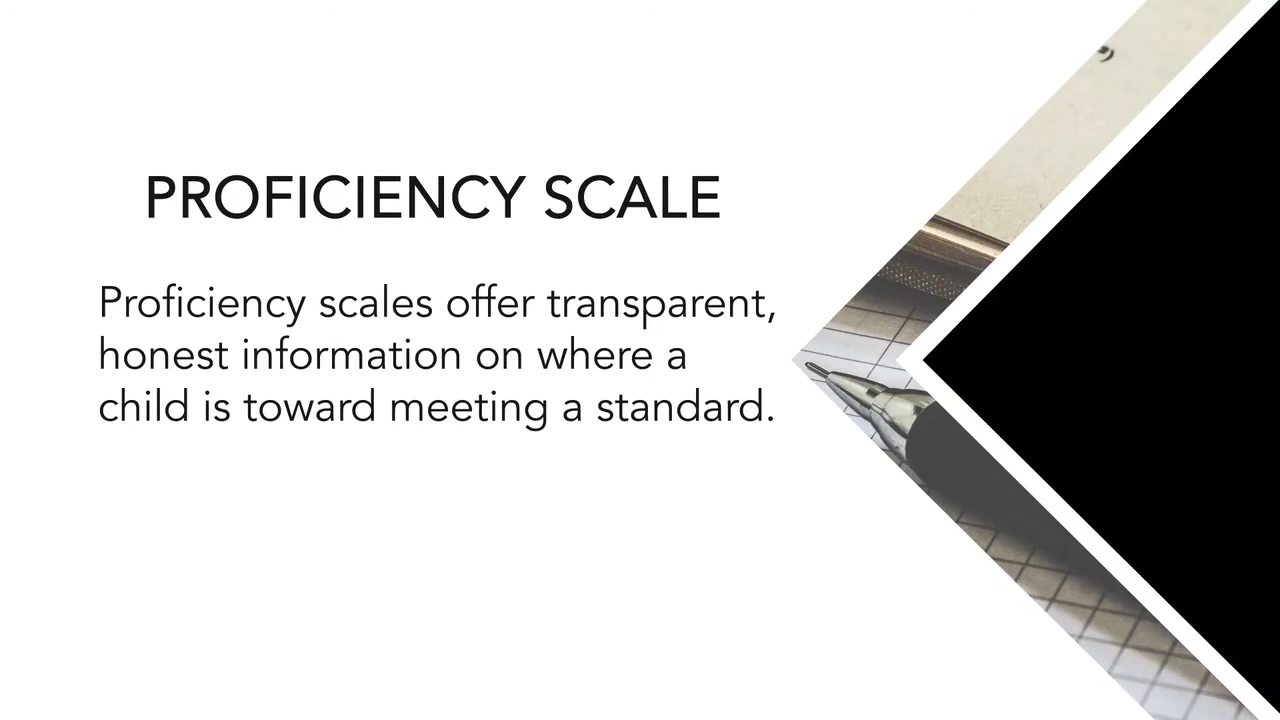 PROFICIENCY SCALE
Proficiency scales offer transparent,
honest information on where a
child is toward meeting a standard.